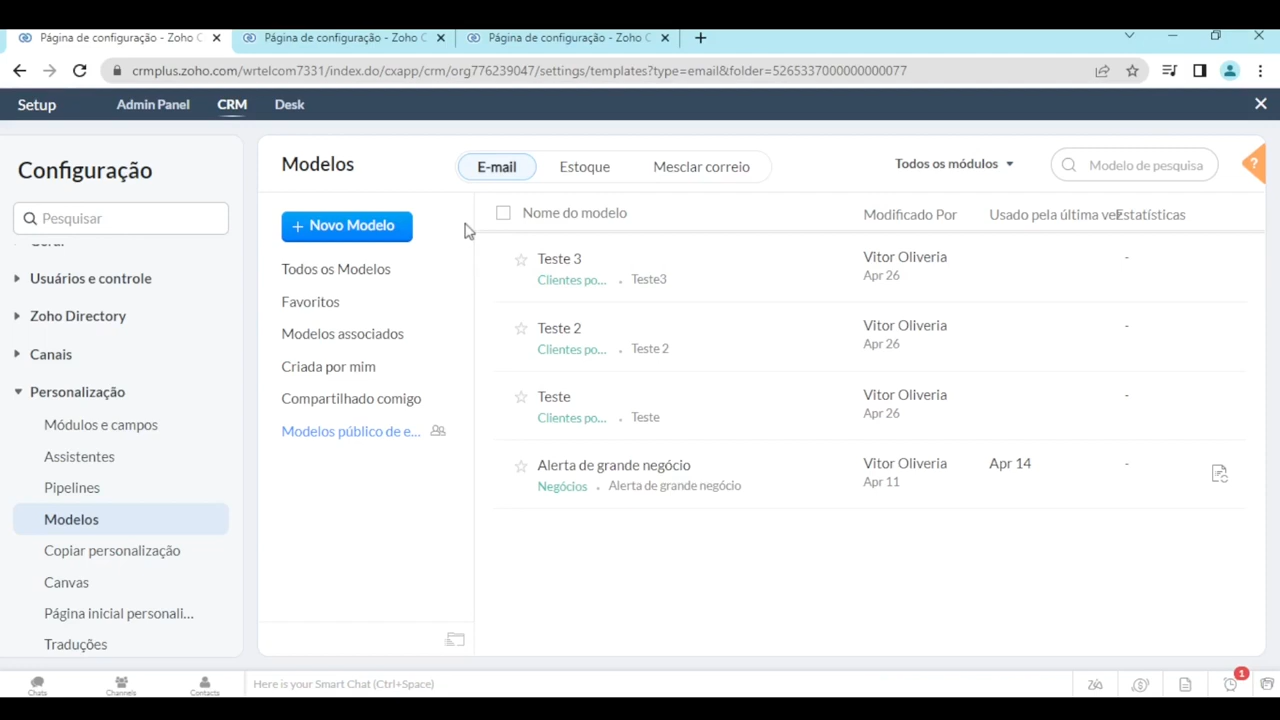 Página de configuração - Zoho C
Página de configuração - Zoho C
Página de configuração - Zoho C
crmplus.zoho.com/wrtelcom7331/index.do/cxapp/crm/org776239047/settings/templates?type=email&folder=5265337000000000077
Setup
Admin Panel
CRM
Desk
Configuração
Pesquisar
Geral
Usuários e controle
Zoho Directory
Canais
Personalização
Módulos e campos
Assistentes
Pipelines
Modelos
Copiar personalização
Canvas
Página inicial personali...
Traduções
Modelos
E-mail
Estoque
Mesclar correio
Todos os módulos
Modelo de pesquisa
?
+ Novo Modelo
Todos os Modelos
Favoritos
Modelos associados
Criada por mim
Compartilhado comigo
Modelos público de e...
Nome do modelo
Modificado Por
Usado pela última vez
Estatísticas
Teste 3
Clientes po... . Teste3
Vitor Oliveria
Apr 26
-
Teste 2
Clientes po... . Teste 2
Vitor Oliveria
Apr 26
-
Teste
Clientes po... . Teste
Vitor Oliveria
Apr 26
-
Alerta de grande negócio
Negócios . Alerta de grande negócio
Vitor Oliveria
Apr 11
Apr 14
-
Chats
Channels
Contacts
Here is your Smart Chat (Ctrl+Space)
1